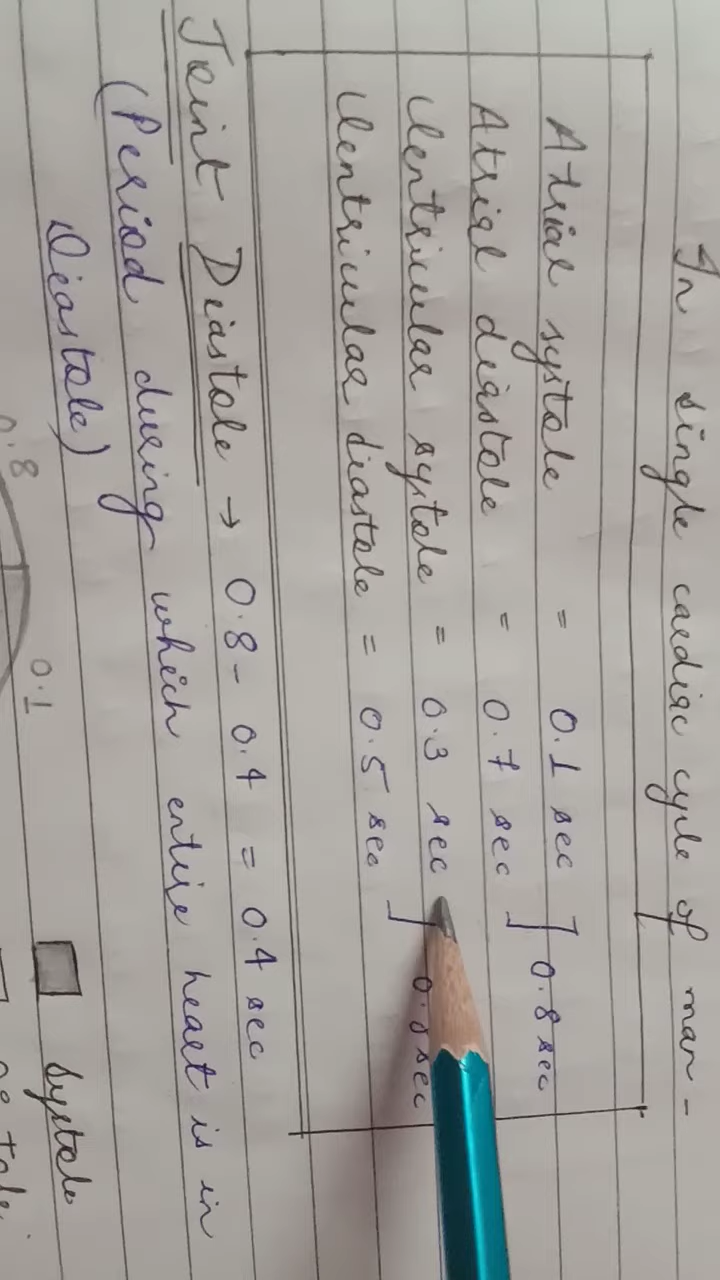 In single cardiac cycle of man -
Atrial systole = 0.1 sec
0.8 sec
Atrial diastole = 0.7 sec
Ventricular systole = 0.3 sec
0.8 sec
Ventricular diastole = 0.5 sec
Joint Diastole → 0.8 - 0.4 = 0.4 sec
(Period during which entire heart is in
Diastole)
0.8
0.1
Systole